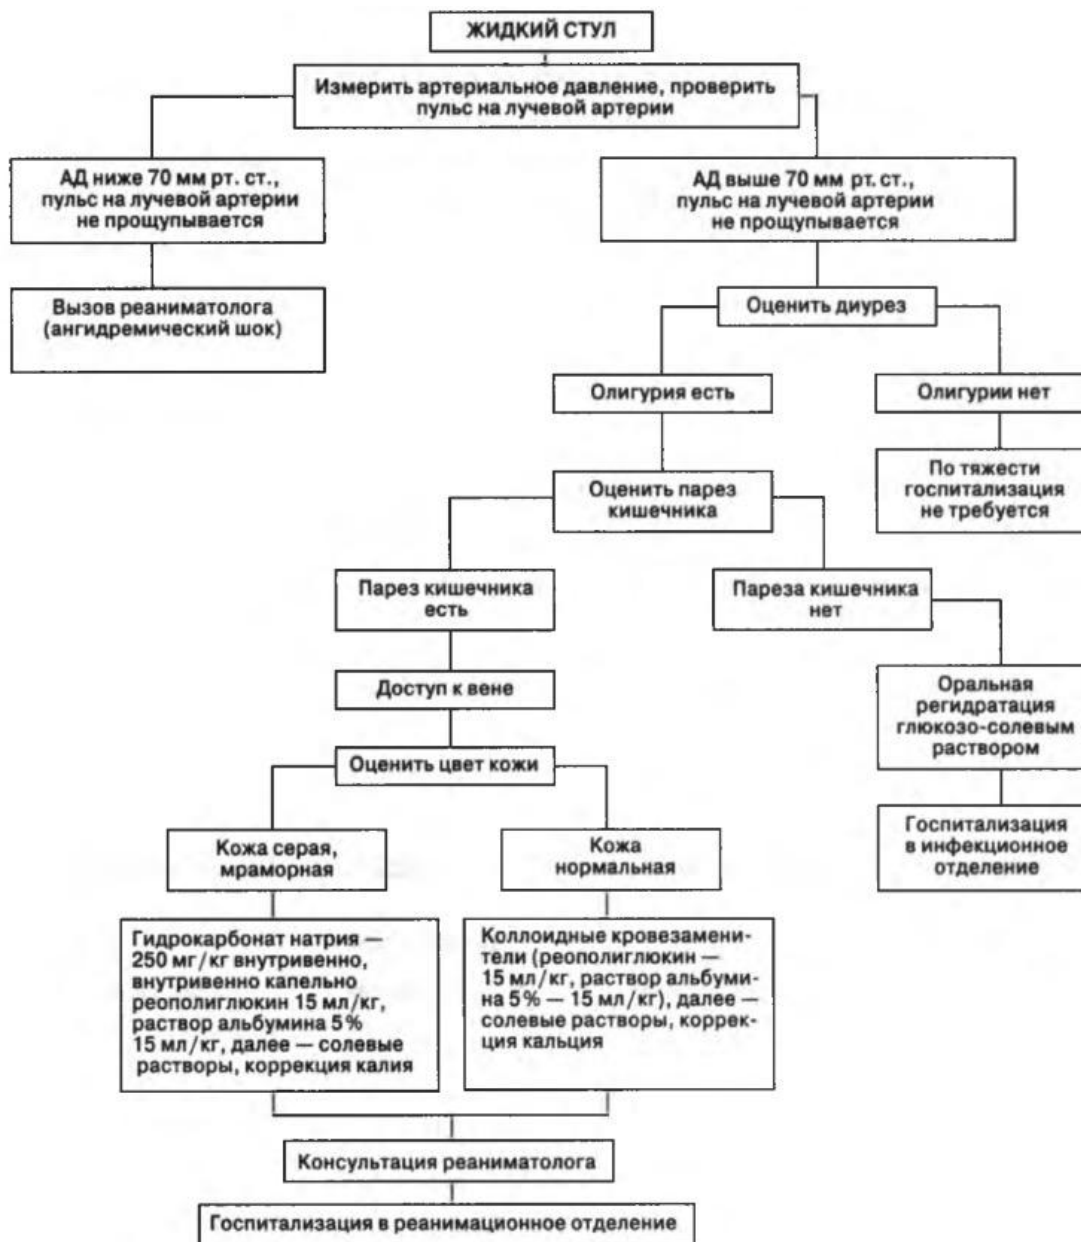 ЖИДКИЙ СТУЛ
Измерить артериальное давление, проверить
пульс на лучевой артерии
АД ниже 70 мм рт. ст.,
пульс на лучевой артерии
не прощупывается
АД выше 70 мм рт. ст.,
пульс на лучевой артерии
не прощупывается
Вызов реаниматолога
(ангидремический шок)
Оценить диурез
Олигурия есть
Олигурии нет
Оценить парез
кишечника
По тяжести
госпитализация
не требуется
Парез кишечника
есть
Пареза кишечника
нет
Доступ к вене
Оральная
регидратация
глюкозо-солевым
раствором
Оценить цвет кожи
Госпитализация
в инфекционное
отделение
Кожа серая,
мраморная
Кожа
нормальная
Гидрокарбонат натрия —
250 мг/кг внутривенно,
внутривенно капельно
реополиглюкин 15 мл/кг,
раствор альбумина 5%
15 мл/кг, далее — солевые
растворы, коррекция калия
Коллоидные кровезамени-
тели (реополиглюкин —
15 мл/кг, раствор альбуми-
на 5% — 15 мл/кг), далее —
солевые растворы, коррек-
ция кальция
Консультация реаниматолога
Госпитализация в реанимационное отделение